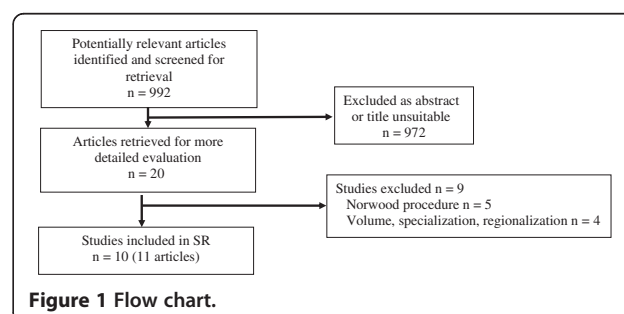 Potentially relevant articles
identified and screened for
retrieval
n = 992
Excluded as abstract
or title unsuitable
n = 972
Articles retrieved for more
detailed evaluation
n = 20
Studies excluded n = 9
Norwood procedure n = 5
Volume, specialization, regionalization n = 4
Studies included in SR
n = 10 (11 articles)
Figure 1 Flow chart.